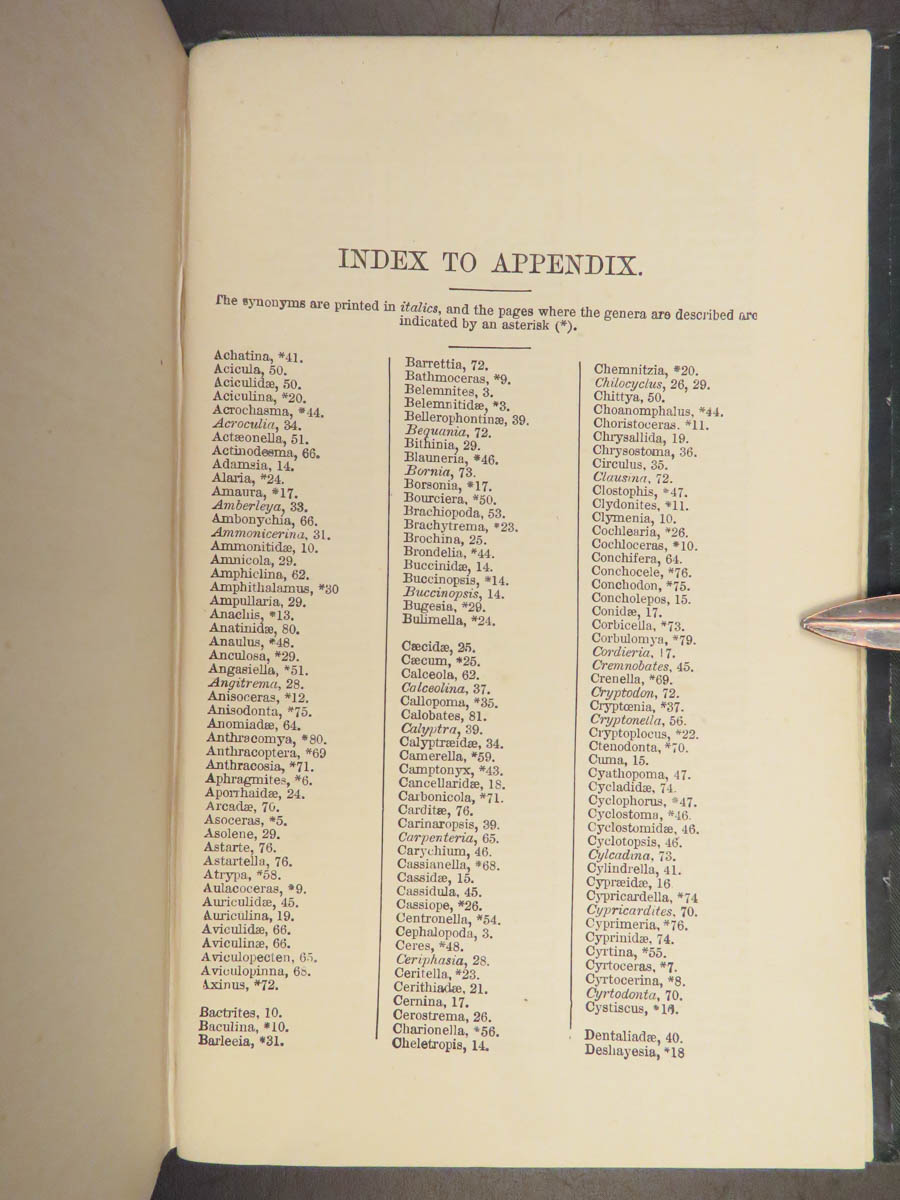 INDEX TO APPENDIX.
The synonyms are printed in italics, and the pages where the genera are described are
indicated by an asterisk (*).
Achatina, *41.
Acicula, 50.
Aciculidæ, 50.
Aciculina, *20.
Acrochasma, *44.
Acroculia, 34.
Actæonella, 51.
Actinodesma, 66.
Adamsia, 14.
Alaria, *24.
Amaura, *17.
Amberleya, 33.
Ambonychia, 66.
Ammonicerina, 31.
Ammonitidæ, 10.
Amnicola, 29.
Amphiclina, 62.
Amphithalamus, *30
Ampullaria, 29.
Anachis, *13.
Anatinidæ, 80.
Anaulus, *48.
Anculosa, *29.
Angasiella, *51.
Angitrema, 28.
Anisoceras, *12.
Anisodonta, *75.
Anomiadæ, 64.
Anthracomya, *80.
Anthracoptera, *69
Anthracosia, *71.
Aphragmites, *6.
Aporrhaidæ, 24.
Arcadæ, 70.
Asoceras, *5.
Asolene, 29.
Astarte, 76.
Astartella, 76.
Atrypa, *58.
Aulacoceras, *9.
Auriculidæ, 45.
Auriculina, 19.
Aviculidæ, 66.
Aviculinæ, 66.
Aviculopecten, 65.
Aviculopinna, 68.
Axinus, *72.
Bactrites, 10.
Baculina, *10.
Barleeia, *31.
Barrettia, 72.
Bathmoceras, *9.
Belemnites, 3.
Belemnitidæ, *3.
Bellerophontinæ, 39.
Bequania, 72.
Bithinia, 29.
Blauneria, *46.
Bornia, 73.
Borsonia, *17.
Bourciera, *50.
Brachiopoda, 53.
Brachytrema, *23.
Brochina, 25.
Brondelia, *44.
Buccinidæ, 14.
Buccinopsis, *14.
Buccinopsis, 14.
Bugesia, *29.
Bulimella, *24.
Cæcidæ, 25.
Cæcum, *25.
Calceola, 62.
Calceolina, 37.
Callopoma, *35.
Calobates, 81.
Calyptra, 39.
Calyptræidæ, 34.
Camerella, *59.
Camptonyx, *43.
Cancellaridæ, 18.
Carbonicola, *71.
Carditæ, 76.
Carinaropsis, 39.
Carpenteria, 65.
Carychium, 46.
Cassianella, *68.
Cassidæ, 15.
Cassidula, 45.
Cassiope, *26.
Centronella, *54.
Cephalopoda, 3.
Ceres, *48.
Ceriphasia, 28.
Ceritella, *23.
Cerithiadæ, 21.
Cernina, 17.
Cerostrema, 26.
Charionella, *56.
Cheletropis, 14.
Chemnitzia, *20.
Chilocyclus, 26, 29.
Chittya, 50.
Choanomphalus, *44.
Choristoceras. *11.
Chrysallida, 19.
Chrysostoma, 36.
Circulus, 35.
Clausina, 72.
Clostophis, *47.
Clydonites, *11.
Clymenia, 10.
Cochlearia, *26.
Cochloceras, *10.
Conchifera, 64.
Conchocele, *76.
Conchodon, *75.
Concholepos, 15.
Conidæ, 17.
Corbicella, *73.
Corbulomya, *79.
Cordieria, 17.
Cremnobates, 45.
Crenella, *69.
Cryptodon, 72.
Cryptœnia, *37.
Cryptonella, 56.
Cryptoplocus, *22.
Ctenodonta, *70.
Cuma, 15.
Cyathopoma, 47.
Cycladidæ, 74.
Cyclophorus, *47.
Cyclostoma, *46.
Cyclostomidæ, 46.
Cyclotopsis, 46.
Cylcadina, 73.
Cylindrella, 41.
Cypræidæ, 16
Cypricardella, *74
Cypricardites, 70.
Cyprimeria, *76.
Cyprinidæ, 74.
Cyrtina, *55.
Cyrtoceras, *7.
Cyrtocerina, *8.
Cyrtodonta, 70.
Cystiscus,
Dentaliadæ, 40.
Deshayesia, *18